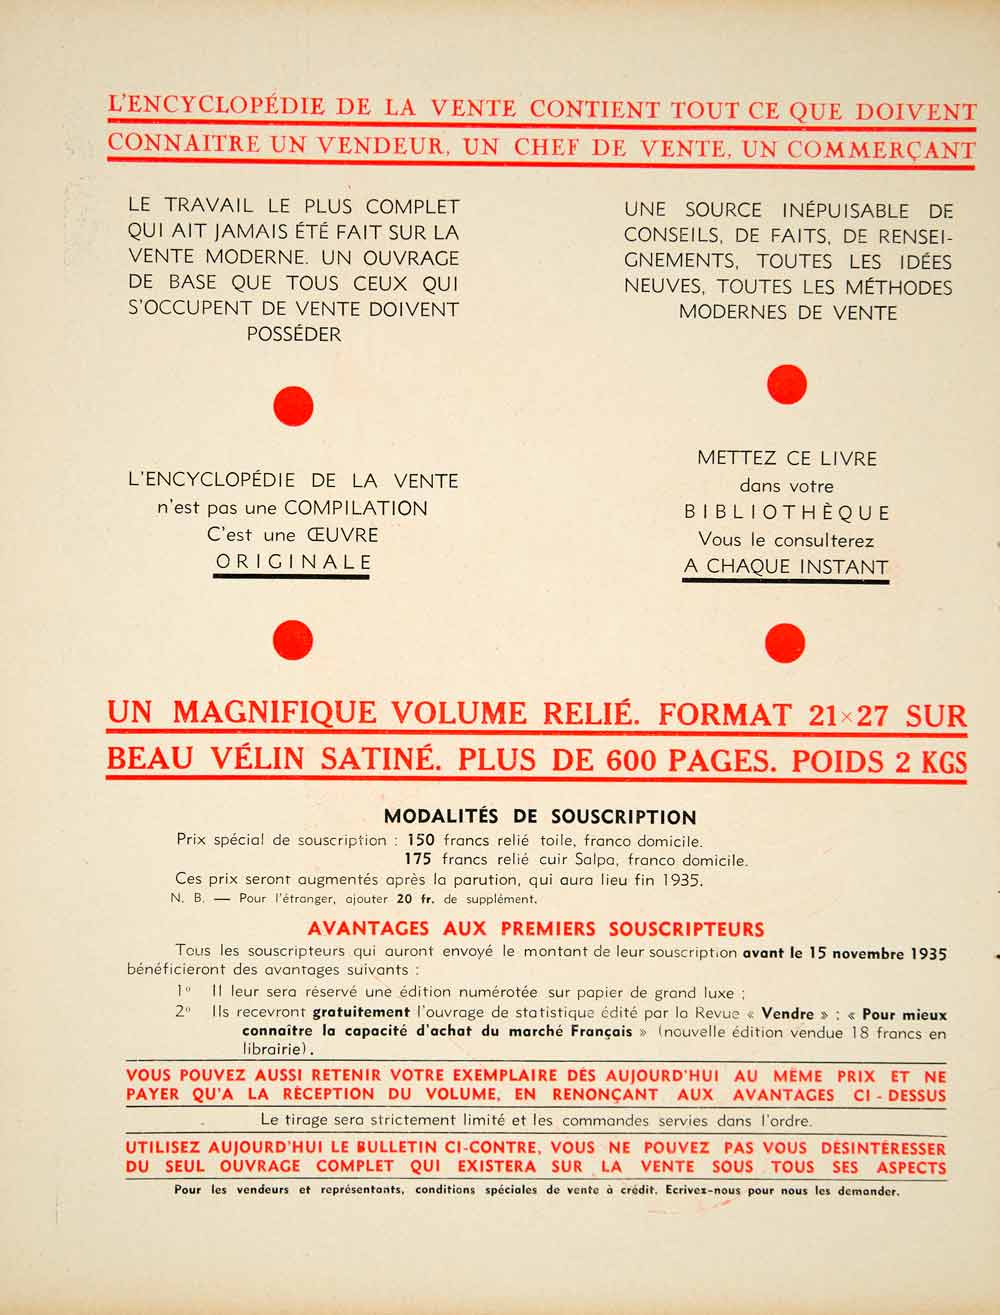 L'ENCYCLOPÉDIE DE LA VENTE CONTIENT TOUT CE QUE DOIVENT
CONNAITRE UN VENDEUR, UN CHEF DE VENTE, UN COMMERÇANT
LE TRAVAIL LE PLUS COMPLET
QUI AIT JAMAIS ÉTÉ FAIT SUR LA
VENTE MODERNE. UN OUVRAGE
DE BASE QUE TOUS CEUX QUI
S'OCCUPENT DE VENTE DOIVENT
POSSÉDER
L'ENCYCLOPÉDIE DE LA VENTE
n'est pas une COMPILATION
C'est une ŒUVRE
ORIGINALE
UNE SOURCE INÉPUISABLE DE
CONSEILS, DE FAITS, DE RENSEI-
GNEMENTS, TOUTES LES IDÉES
NEUVES, TOUTES LES MÉTHODES
MODERNES DE VENTE
METTEZ CE LIVRE
dans votre
BIBLIOTHÈQUE
Vous le consulterez
A CHAQUE INSTANT
UN MAGNIFIQUE VOLUME RELIÉ. FORMAT 21×27 SUR
BEAU VÉLIN SATINÉ. PLUS DE 600 PAGES. POIDS 2 KGS
MODALITÉS DE SOUSCRIPTION
Prix spécial de souscription : 150 francs relié toile, franco domicile.
175 francs relié cuir Salpa, franco domicile.
Ces prix seront augmentés après la parution, qui aura lieu fin 1935.
N. B. — Pour l'étranger, ajouter 20 fr. de supplément.
AVANTAGES AUX PREMIERS SOUSCRIPTEURS
Tous les souscripteurs qui auront envoyé le montant de leur souscription avant le 15 novembre 1935
bénéficieront des avantages suivants :
1º Il leur sera réservé une édition numérotée sur papier de grand luxe ;
2º Ils recevront gratuitement l'ouvrage de statistique édité par la Revue « Vendre » : « Pour mieux
connaître la capacité d'achat du marché Français » (nouvelle édition vendue 18 francs en
librairie).
VOUS POUVEZ AUSSI RETENIR VOTRE EXEMPLAIRE DÈS AUJOURD'HUI AU MÊME PRIX ET NE
PAYER QU'A LA RÉCEPTION DU VOLUME, EN RENONÇANT AUX AVANTAGES CI-DESSUS
Le tirage sera strictement limité et les commandes servies dans l'ordre.
UTILISEZ AUJOURD'HUI LE BULLETIN CI-CONTRE, VOUS NE POUVEZ PAS VOUS DÉSINTÉRESSER
DU SEUL OUVRAGE COMPLET QUI EXISTERA SUR LA VENTE SOUS TOUS SES ASPECTS
Pour les vendeurs et représentants, conditions spéciales de vente à crédit. Ecrivez-nous pour nous les demander.